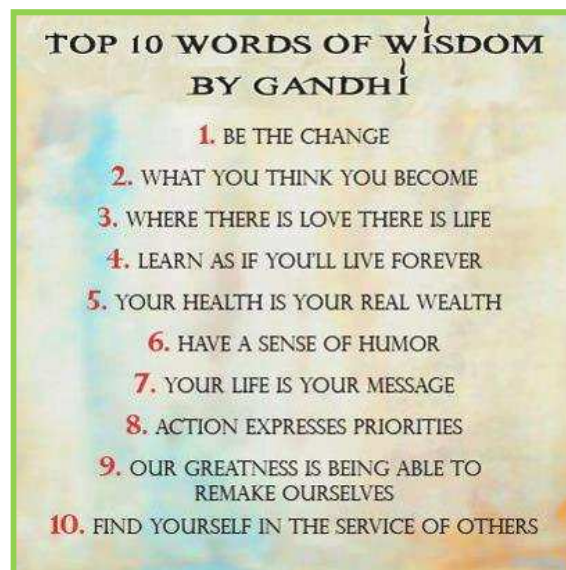 TOP 10 WORDS OF WISDOM
BY GANDHI
1. BE THE CHANGE
2. WHAT YOU THINK YOU BECOME
3. WHERE THERE IS LOVE THERE IS LIFE
4. LEARN AS IF YOU'LL LIVE FOREVER
5. YOUR HEALTH IS YOUR REAL WEALTH
6. HAVE A SENSE OF HUMOR
7. YOUR LIFE IS YOUR MESSAGE
8. ACTION EXPRESSES PRIORITIES
9. OUR GREATNESS IS BEING ABLE TO
REMAKE OURSELVES
10. FIND YOURSELF IN THE SERVICE OF OTHERS